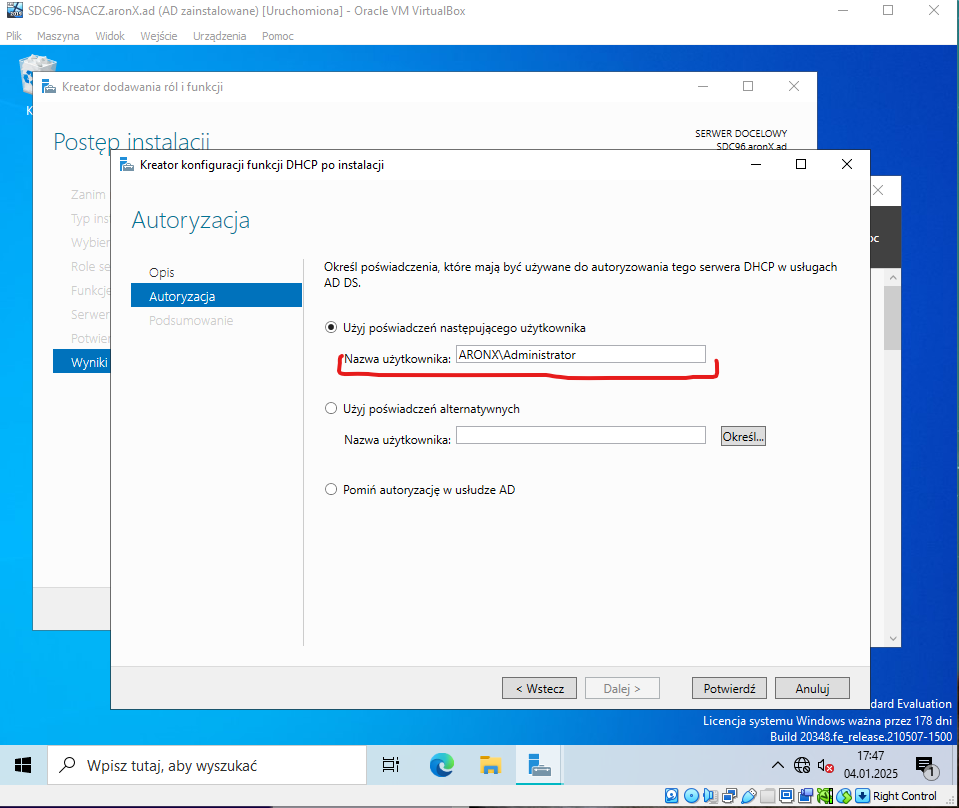 SDC96-NSACZ.aronX.ad (AD zainstalowane) [Uruchomiona] - Oracle VM VirtualBox
Plik Maszyna Widok Wejście Urządzenia Pomoc
K
Kreator dodawania ról i funkcji
Postęp instalacji
SERWER DOCELOWY
SDC96.aronX.ad
Zanim
Typ ins
Wybier
Role se
Funkcje
Serwer
Potwier
Wyniki
oc
Kreator konfiguracji funkcji DHCP po instalacji
Autoryzacja
Opis
Autoryzacja
Podsumowanie
Określ poświadczenia, które mają być używane do autoryzowania tego serwera DHCP w usługach
AD DS.
Użyj poświadczeń następującego użytkownika
Nazwa użytkownika: ARONX\Administrator
Użyj poświadczeń alternatywnych
Nazwa użytkownika: Określ...
Pomiń autoryzację w usłudze AD
< Wstecz Dalej > Potwierdź Anuluj
dard Evaluation
Licencja systemu Windows ważna przez 178 dni
Build 20348.fe_release.210507-1500
Wpisz tutaj, aby wyszukać
17:47
04.01.2025
1
Right Control